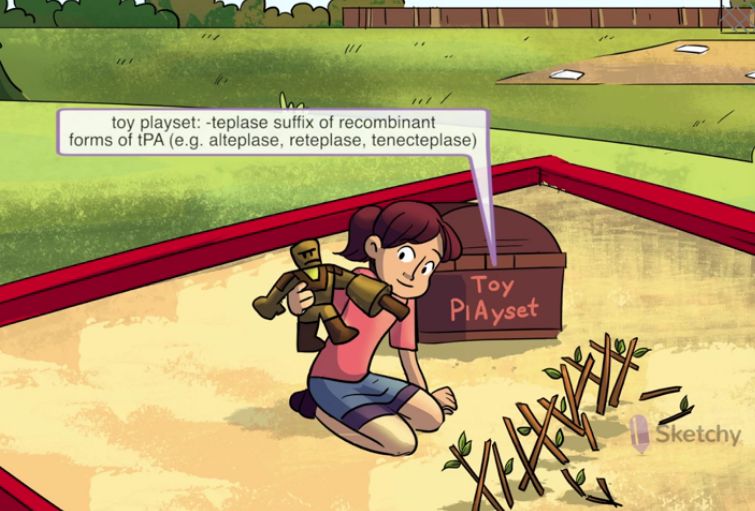 toy playset: -teplase suffix of recombinant
forms of tPA (e.g. alteplase, reteplase, tenecteplase)
Toy
PlAyset
Sketchy